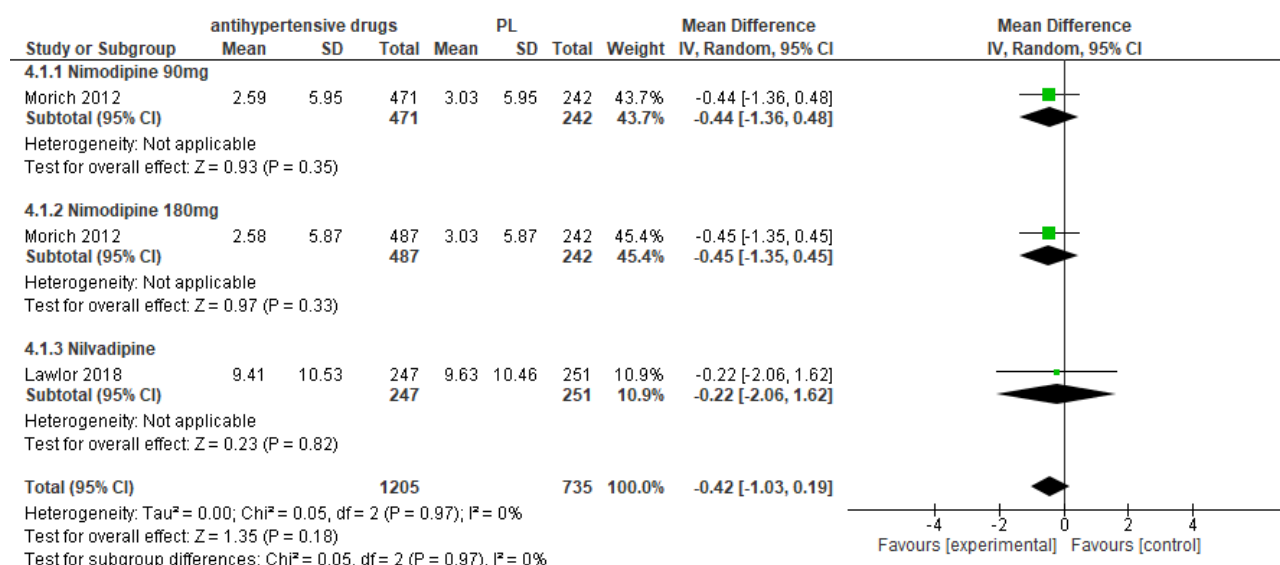 antihypertensive drugs PL Mean Difference Mean Difference
Study or Subgroup Mean SD Total Mean SD Total Weight IV, Random, 95% CI IV, Random, 95% CI
4.1.1 Nimodipine 90mg
Morich 2012 2.59 5.95 471 3.03 5.95 242 43.7% -0.44 [-1.36, 0.48]
Subtotal (95% CI) 471 242 43.7% -0.44 [-1.36, 0.48]
Heterogeneity: Not applicable
Test for overall effect: Z = 0.93 (P = 0.35)
4.1.2 Nimodipine 180mg
Morich 2012 2.58 5.87 487 3.03 5.87 242 45.4% -0.45 [-1.35, 0.45]
Subtotal (95% CI) 487 242 45.4% -0.45 [-1.35, 0.45]
Heterogeneity: Not applicable
Test for overall effect: Z = 0.97 (P = 0.33)
4.1.3 Nilvadipine
Lawlor 2018 9.41 10.53 247 9.63 10.46 251 10.9% -0.22 [-2.06, 1.62]
Subtotal (95% CI) 247 251 10.9% -0.22 [-2.06, 1.62]
Heterogeneity: Not applicable
Test for overall effect: Z = 0.23 (P = 0.82)
Total (95% CI) 1205 735 100.0% -0.42 [-1.03, 0.19]
Heterogeneity: Tau² = 0.00; Chi² = 0.05, df = 2 (P = 0.97); I² = 0%
Test for overall effect: Z = 1.35 (P = 0.18)
Test for subgroup differences: Chi² = 0.05, df = 2 (P = 0.97), I² = 0%
-4 -2 0 2 4
Favours [experimental] Favours [control]